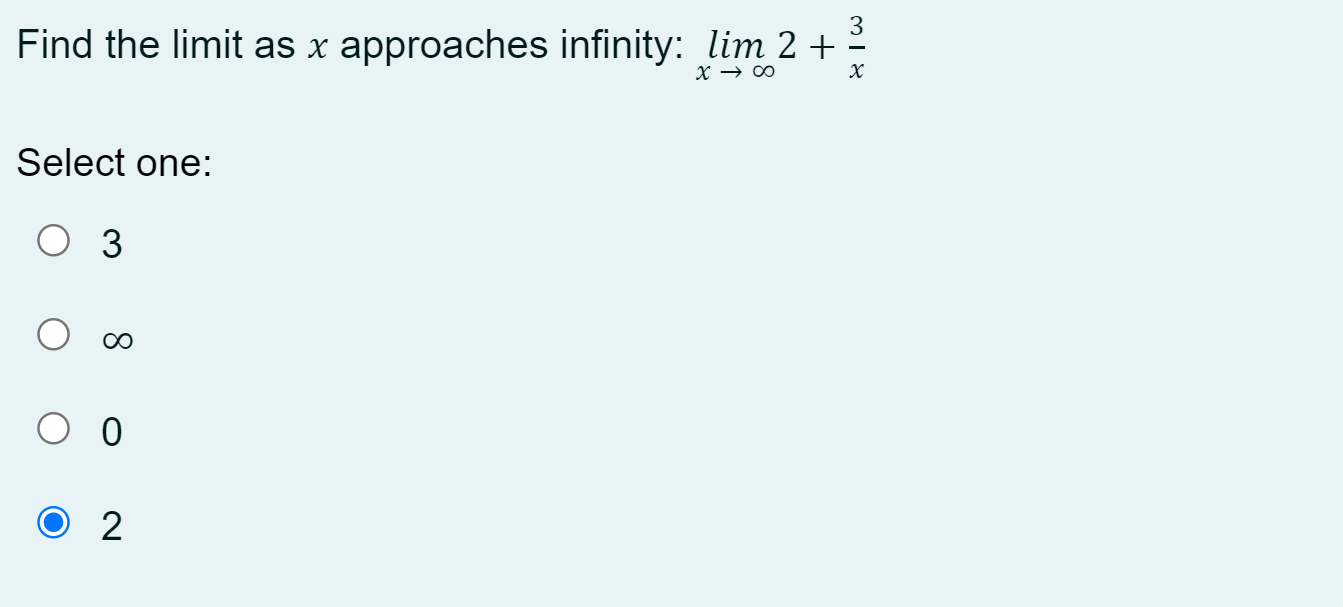 Find the limit as x approaches infinity: lim x → ∞ 2 + 3/x
Select one:
3
∞
0
2